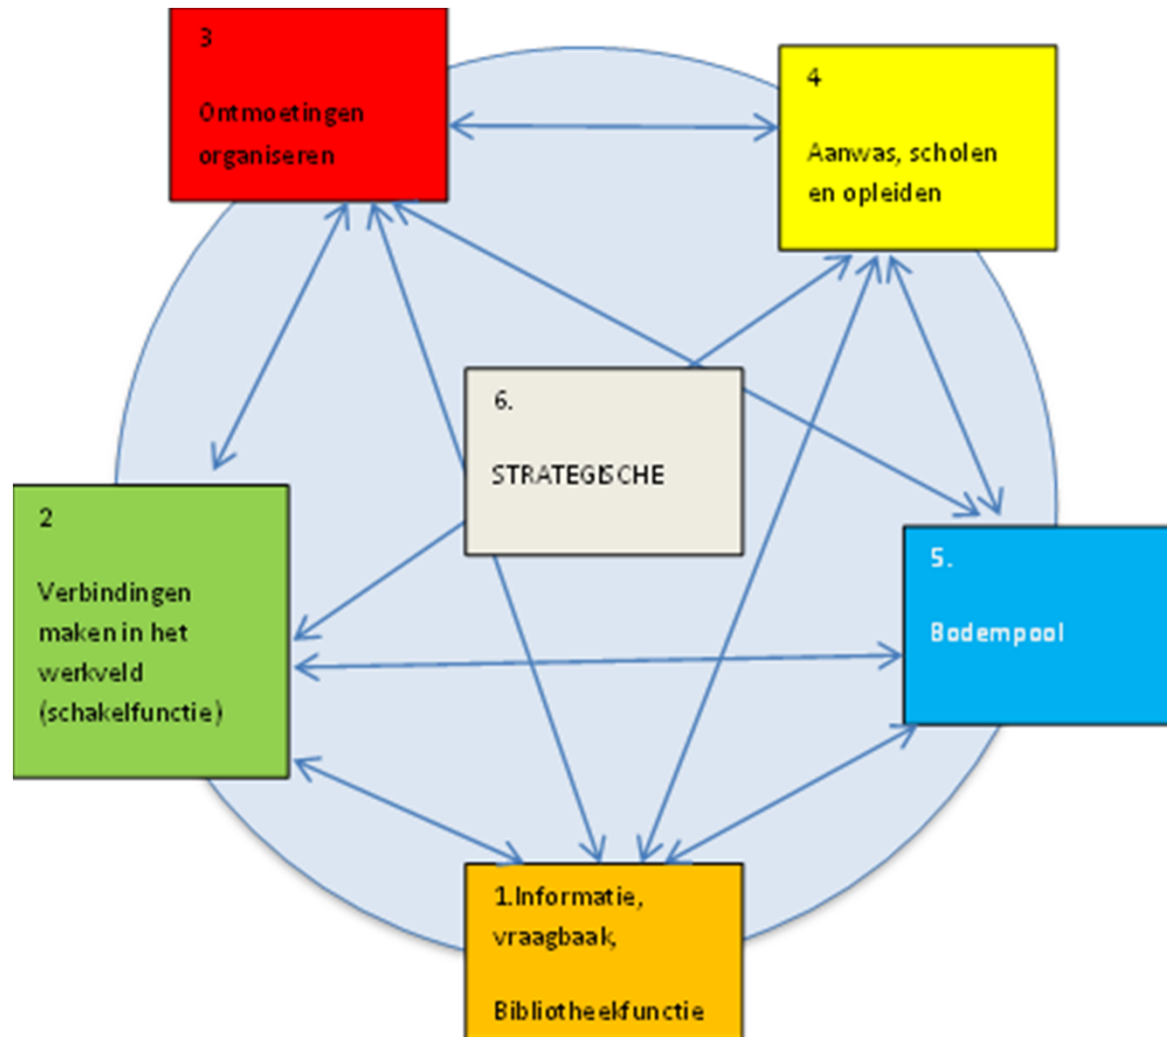 3
Ontmoetingen
organiseren
4
Aanwas, scholen
en opleiden
6.
STRATEGISCHE
2
Verbindingen
maken in het
werkveld
(schakelfunctie)
5.
Bodempool
1.Informatie,
vraagbaak,
Bibliotheekfunctie